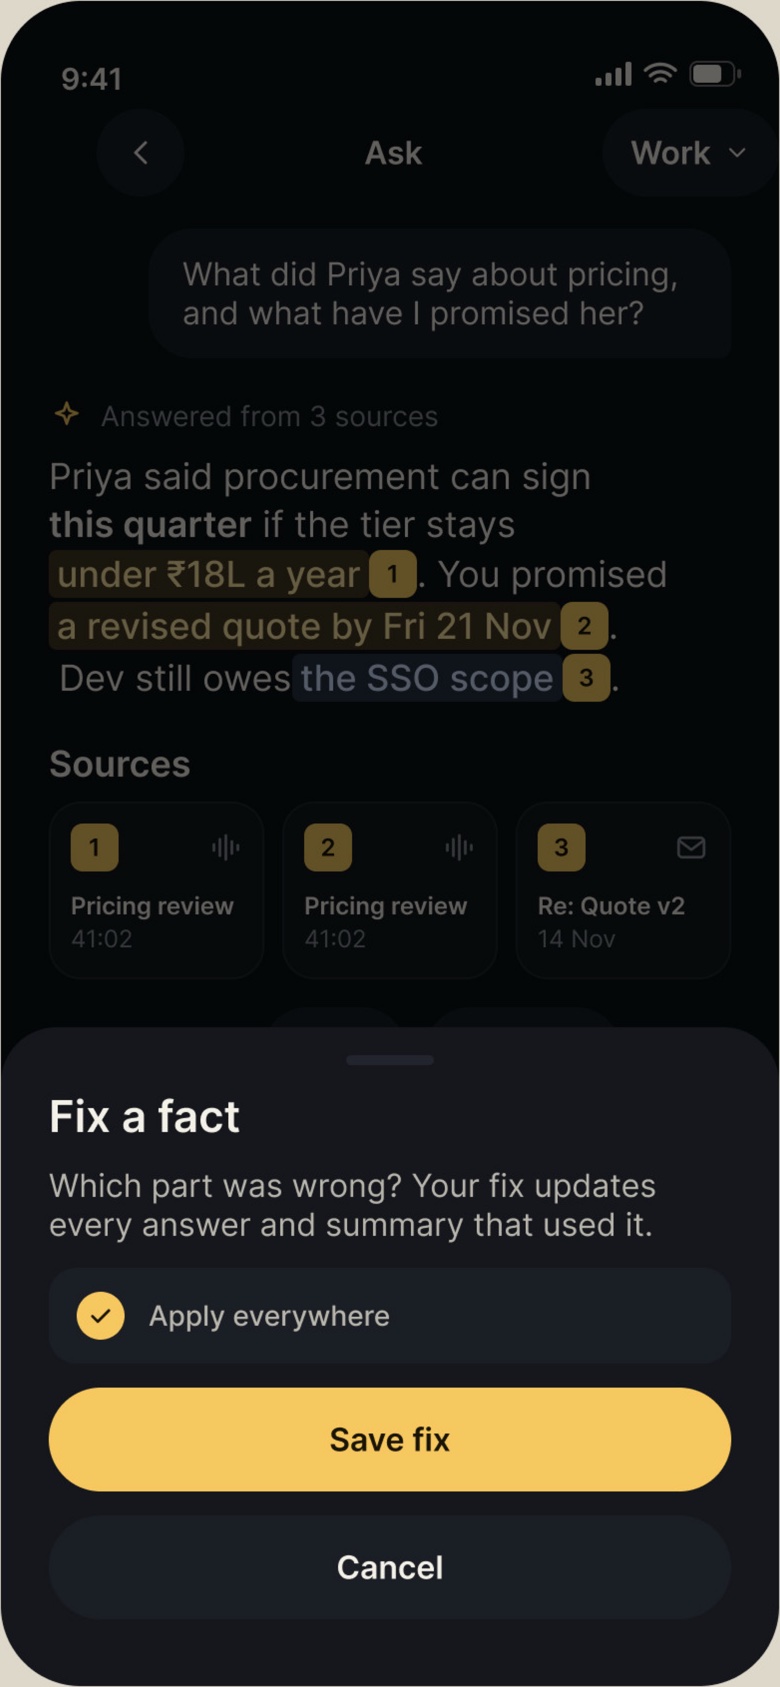 9:41
Ask
Work
What did Priya say about pricing,
and what have I promised her?
Answered from 3 sources
Priya said procurement can sign
this quarter if the tier stays
under ₹18L a year 1. You promised
a revised quote by Fri 21 Nov 2.
Dev still owes the SSO scope 3.
Sources
1 2 3
Pricing review Pricing review Re: Quote v2
41:02 41:02 14 Nov
Fix a fact
Which part was wrong? Your fix updates
every answer and summary that used it.
Apply everywhere
Save fix
Cancel